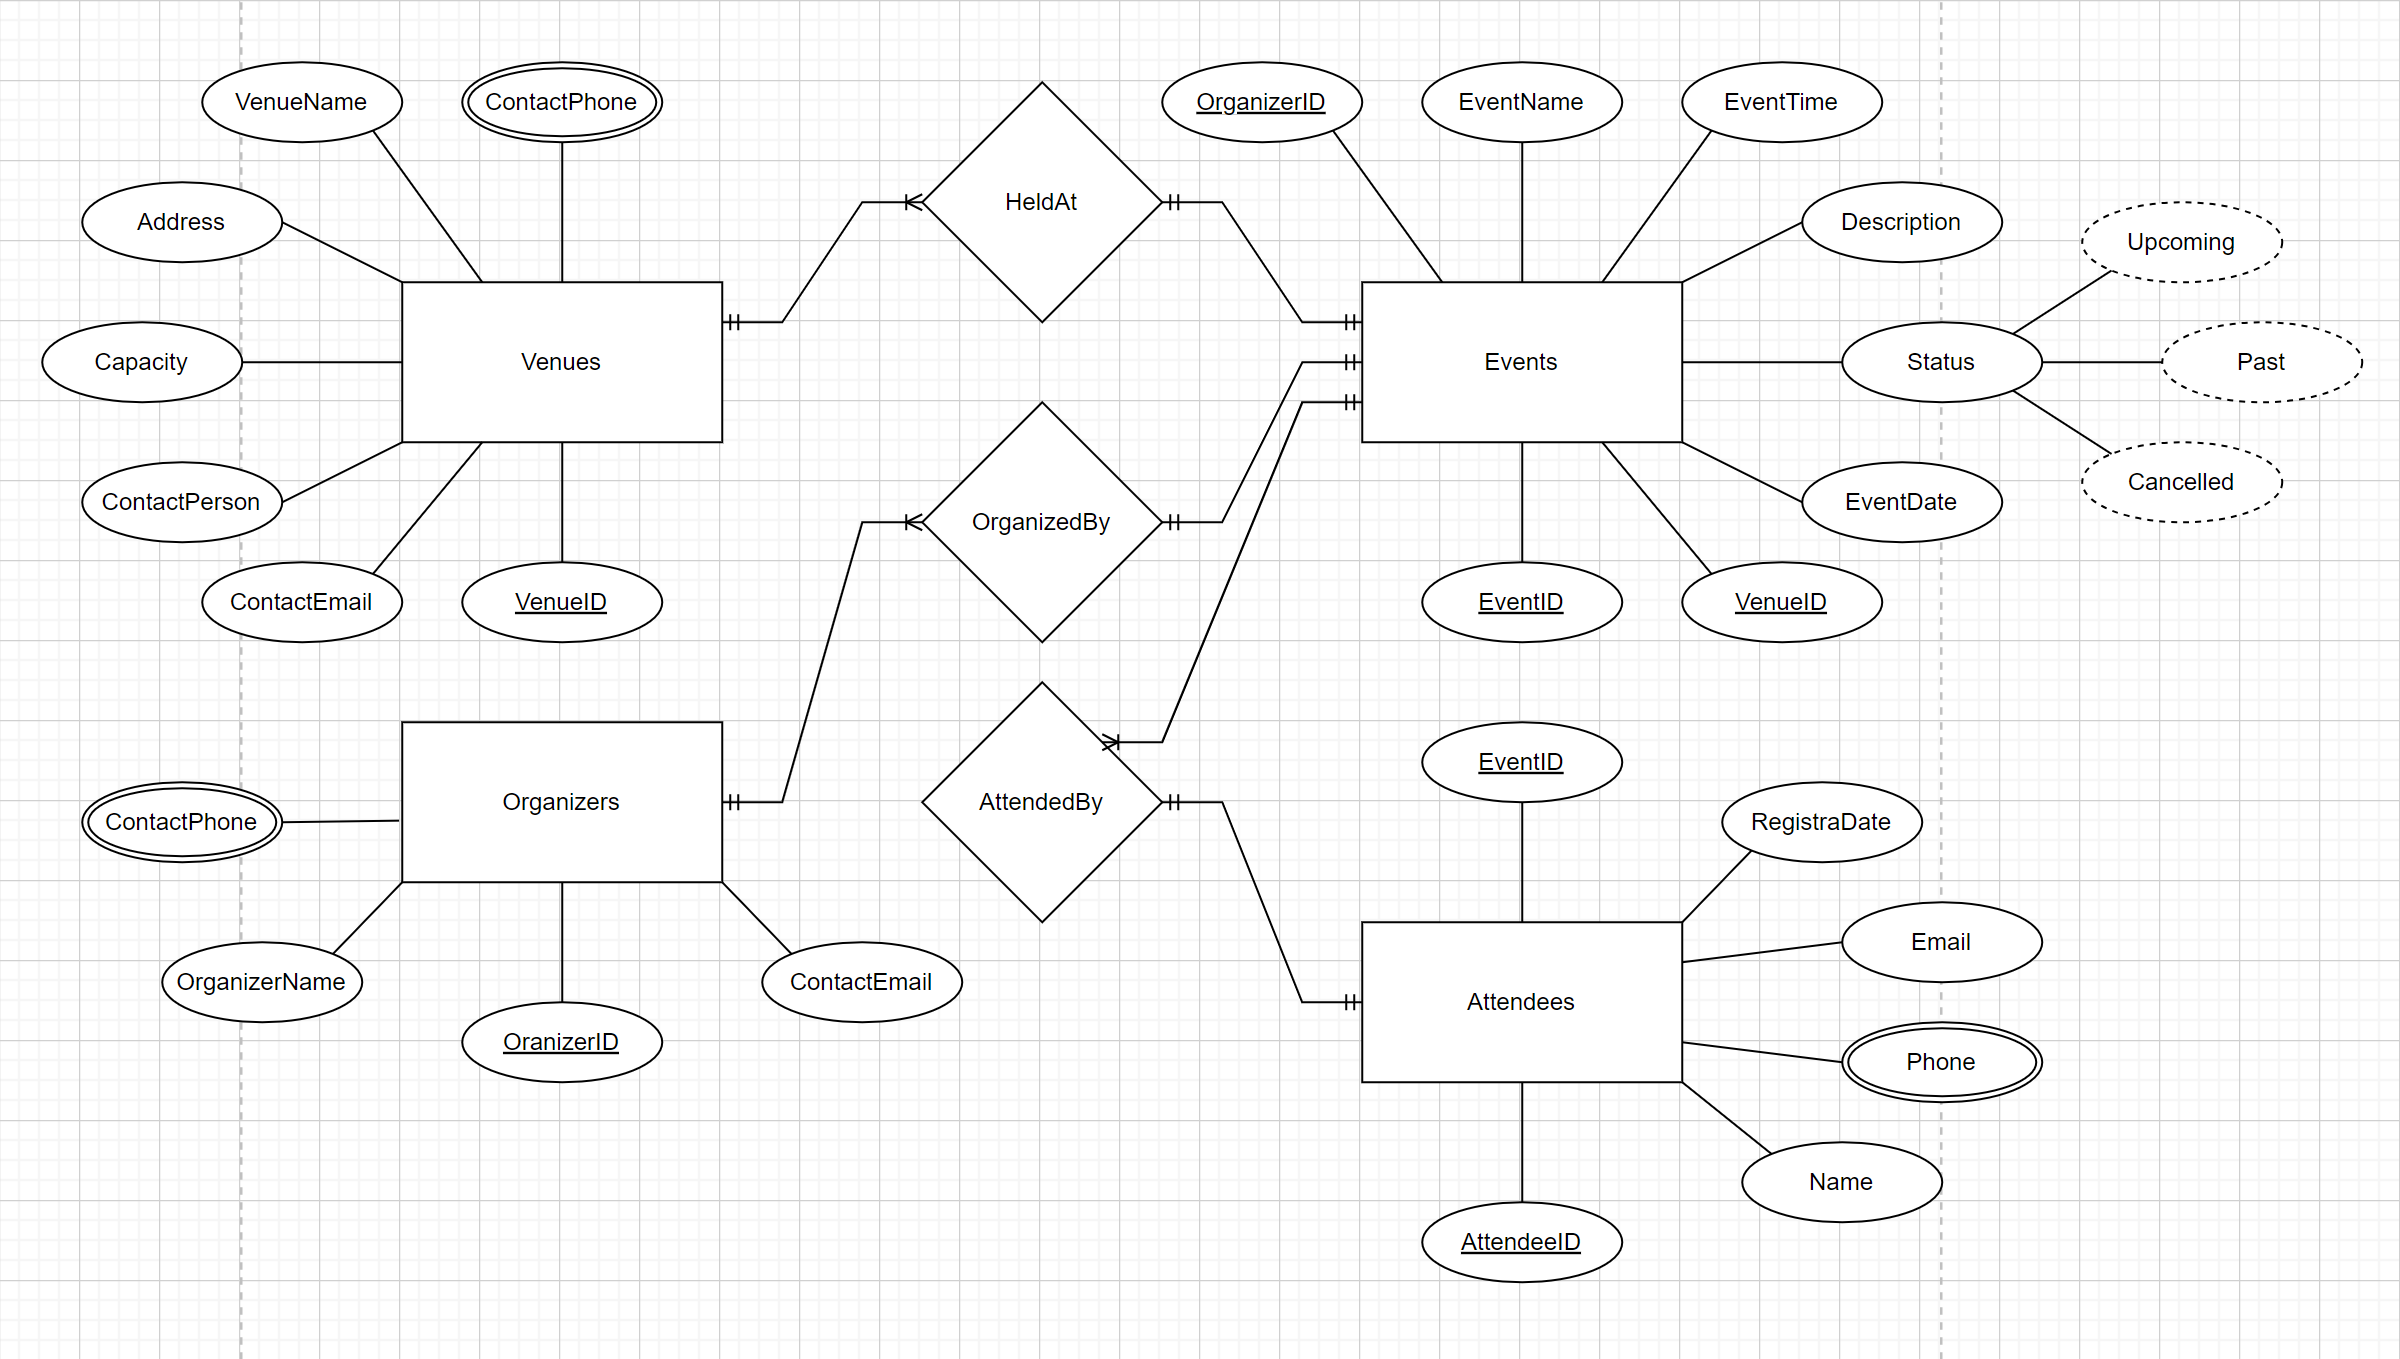 VenueName
ContactPhone
OrganizerID
EventName
EventTime
Address
HeldAt
Description
Upcoming
Capacity
Venues
Events
Status
Past
ContactPerson
OrganizedBy
EventDate
Cancelled
ContactEmail
VenueID
EventID
VenueID
EventID
ContactPhone
Organizers
AttendedBy
RegistraDate
Email
OrganizerName
ContactEmail
Attendees
OranizerID
Phone
Name
AttendeeID